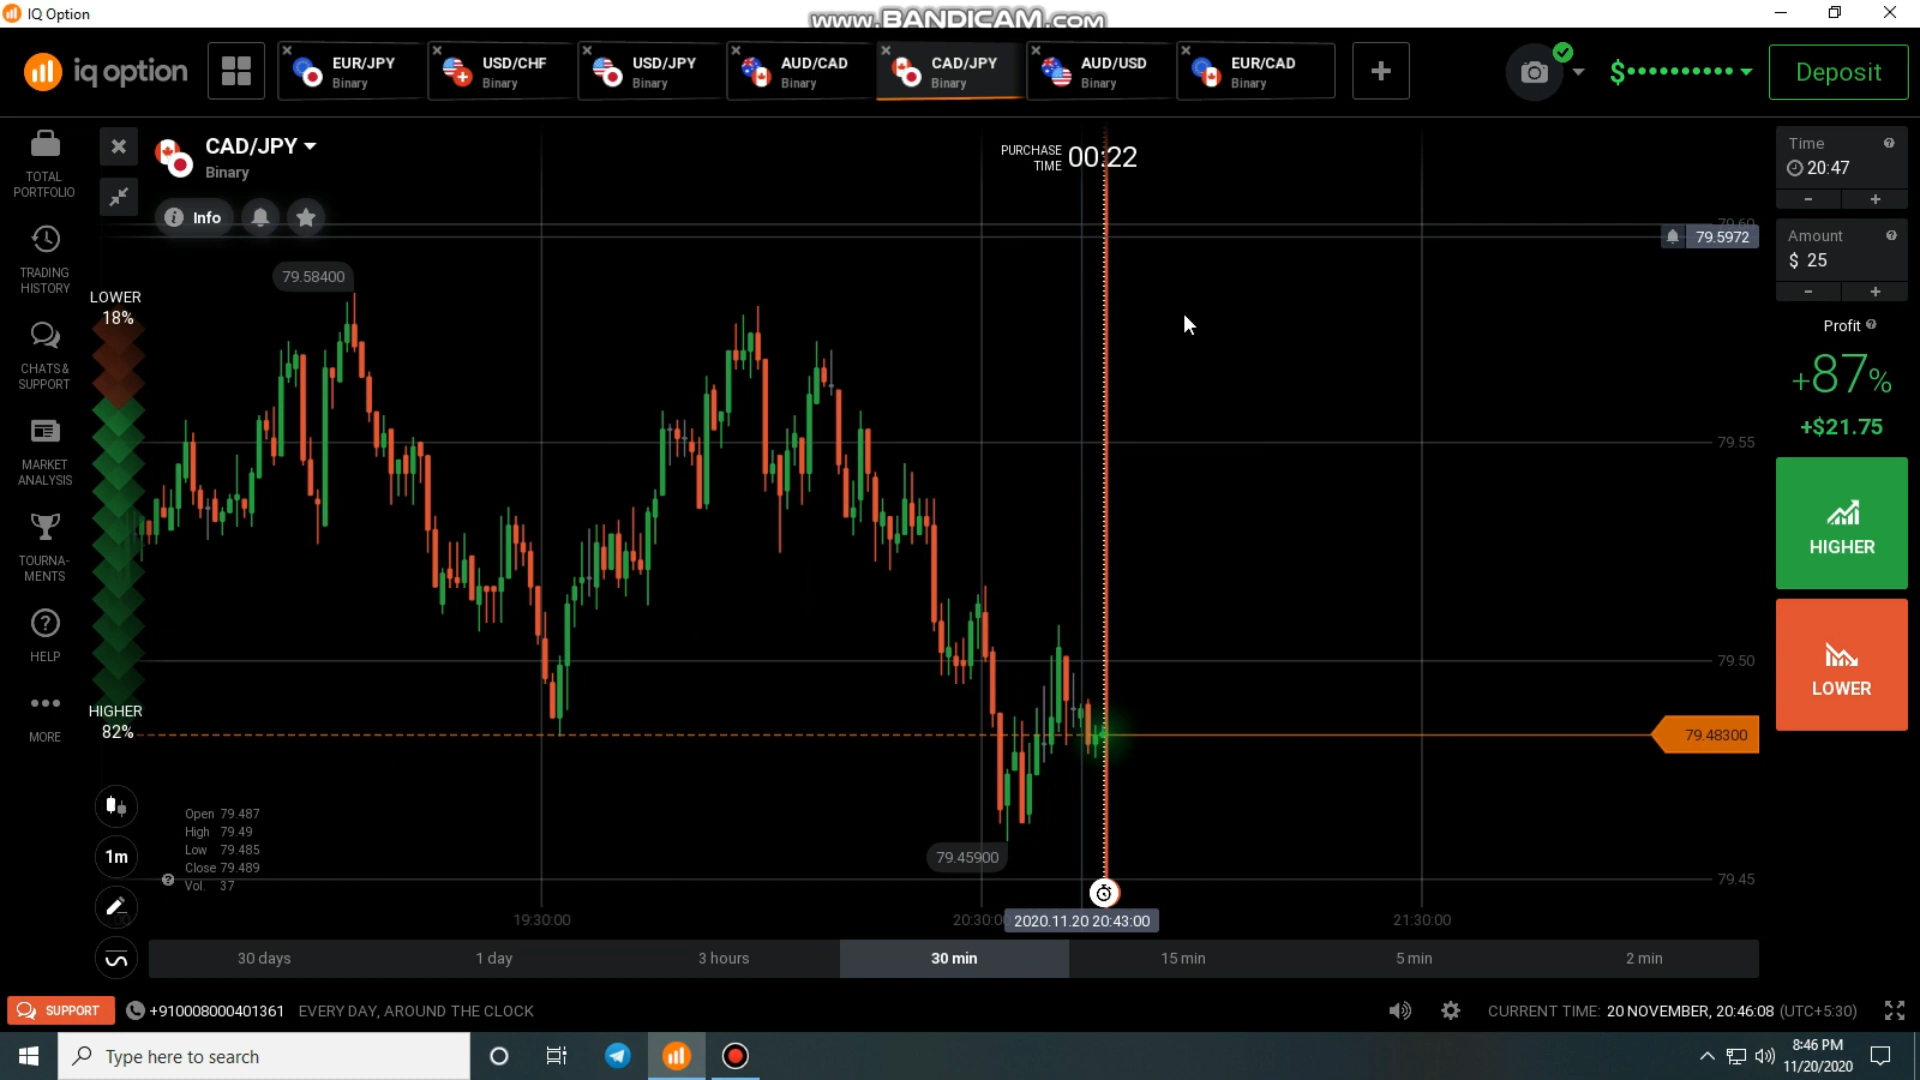 IQ Option
www.BANDICAM.com
iq option
EUR/JPY
Binary
USD/CHF
Binary
USD/JPY
Binary
AUD/CAD
Binary
CAD/JPY
Binary
AUD/USD
Binary
EUR/CAD
Binary
$
Deposit
TOTAL
PORTFOLIO
TRADING
HISTORY
CHATS &
SUPPORT
MARKET
ANALYSIS
TOURNA-
MENTS
HELP
MORE
CAD/JPY
Binary
Info
PURCHASE
TIME
00:22
79.60
79.5972
79.58400
LOWER
18%
79.55
79.50
HIGHER
82%
79.48300
Open 79.487
High 79.49
Low 79.485
Close 79.489
Vol. 37
79.45900
79.45
1m
19:30:00
20:30:0
2020.11.20 20:43:00
21:30:00
30 days
1 day
3 hours
30 min
15 min
5 min
2 min
Time
20:47
- +
Amount
$ 25
- +
Profit
+87%
+$21.75
HIGHER
LOWER
SUPPORT
+910008000401361
EVERY DAY, AROUND THE CLOCK
CURRENT TIME: 20 NOVEMBER, 20:46:08 (UTC+5:30)
Type here to search
8:46 PM
11/20/2020